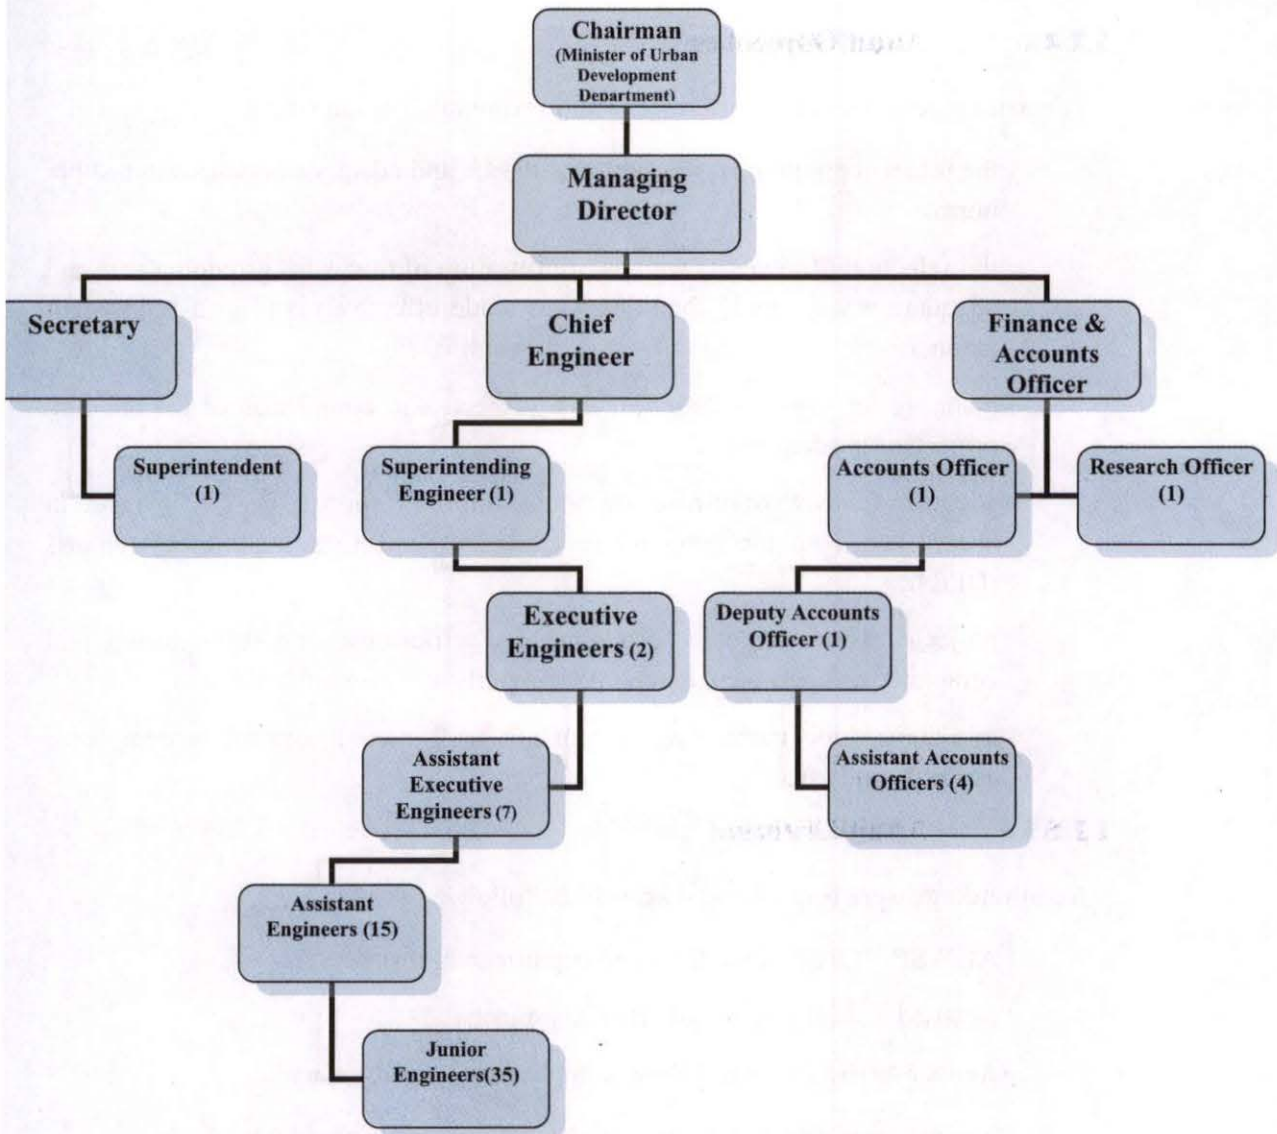 Chairman
(Minister of Urban
Development
Department)
Managing
Director
Secretary
Chief
Engineer
Finance &
Accounts
Officer
Superintendent
(1)
Superintending
Engineer (1)
Accounts Officer
(1)
Research Officer
(1)
Executive
Engineers (2)
Deputy Accounts
Officer (1)
Assistant
Executive
Engineers (7)
Assistant Accounts
Officers (4)
Assistant
Engineers (15)
Junior
Engineers(35)